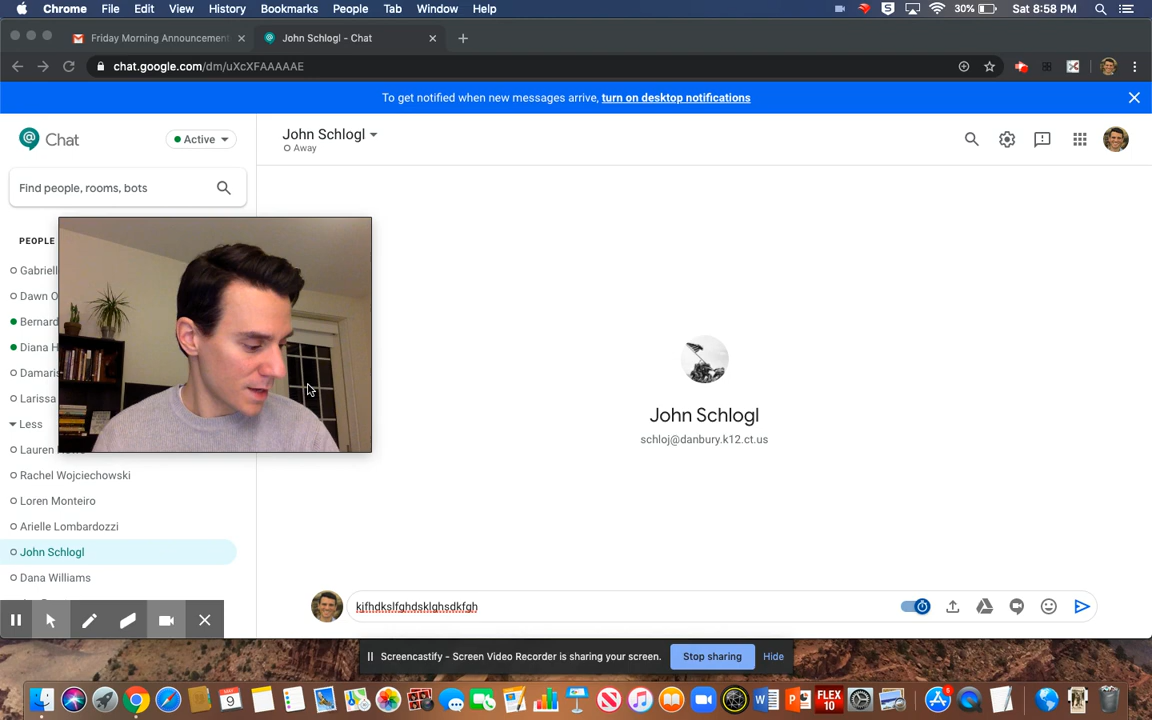 Chrome File Edit View History Bookmarks People Tab Window Help 30% Sat 8:58 PM
Friday Morning Announcement
John Schlogl - Chat
chat.google.com/dm/uXcXFAAAAAE
To get notified when new messages arrive, turn on desktop notifications
Chat
Active
John Schlogl
Away
Find people, rooms, bots
PEOPLE
Gabriell
Dawn O
Bernard
Diana H
Damaris
Larissa
Less
Lauren
Rachel Wojciechowski
Loren Monteiro
Arielle Lombardozzi
John Schlogl
Dana Williams
John Schlogl
schloj@danbury.k12.ct.us
kjfhdkslfghdsklghsdkfgh
Screencastify - Screen Video Recorder is sharing your screen. Stop sharing Hide
9
FLEX
10